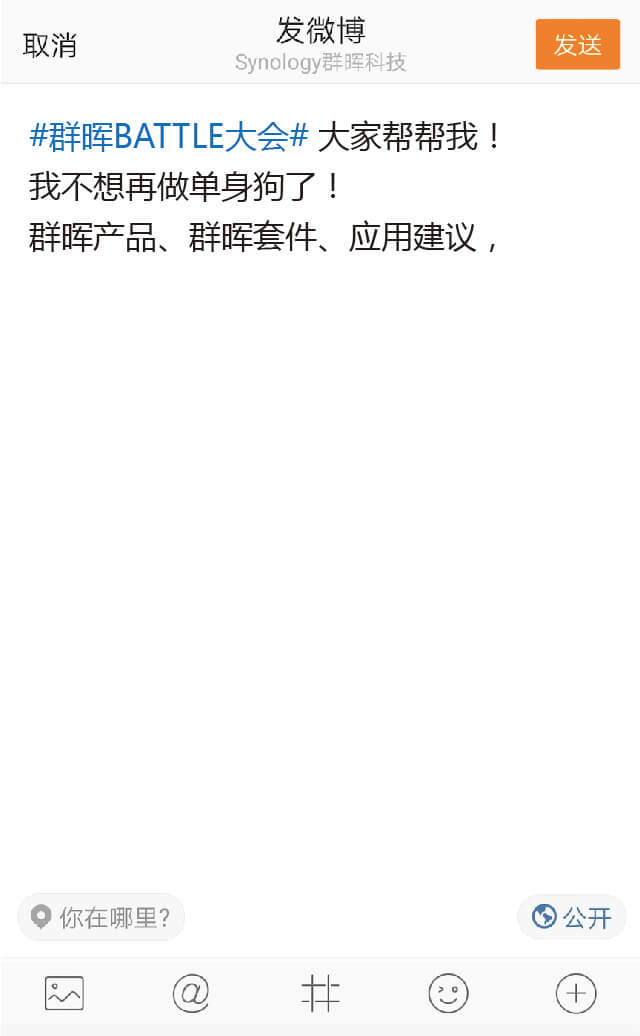 取消
发微博
Synology群晖科技
发送
#群晖BATTLE大会# 大家帮帮我！
我不想再做单身狗了！
群晖产品、群晖套件、应用建议，
你在哪里?
公开